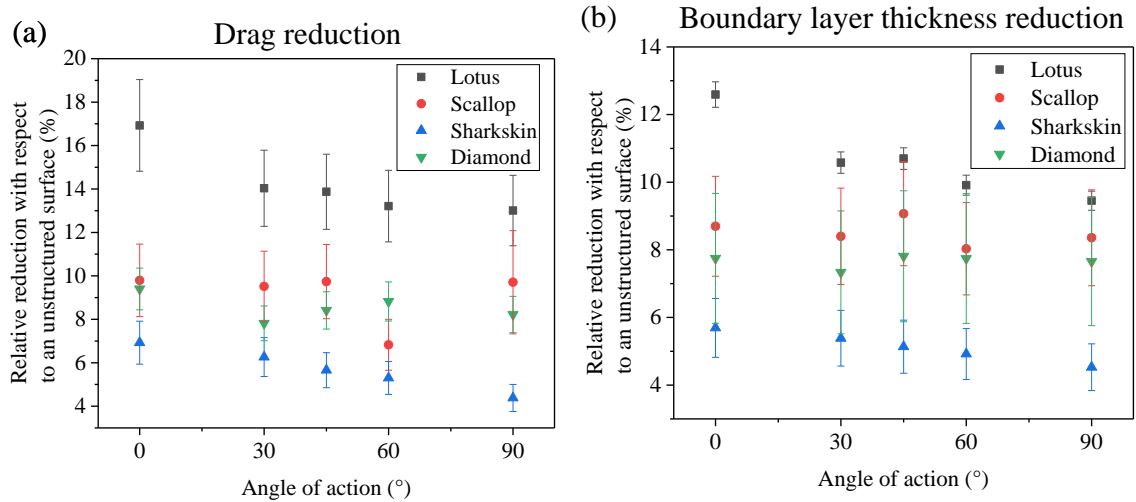 (a)
Drag reduction
Relative reduction with respect
to an unstructured surface (%)
20
18
16
14
12
10
8
6
4
Lotus
Scallop
Sharkskin
Diamond
0
30
60
90
Angle of action (°)
(b)
Boundary layer thickness reduction
Relative reduction with respect
to an unstructured surface (%)
14
12
10
8
6
4
Lotus
Scallop
Sharkskin
Diamond
0
30
60
90
Angle of action (°)